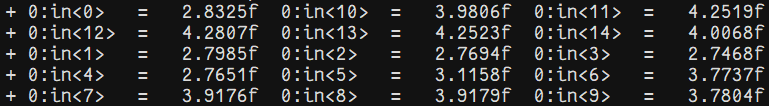 + 0:in<0>   =   2.8325f  0:in<10>  =   3.9806f  0:in<11>  =   4.2519f
+ 0:in<12>  =   4.2807f  0:in<13>  =   4.2523f  0:in<14>  =   4.0068f
+ 0:in<1>   =   2.7985f  0:in<2>   =   2.7694f  0:in<3>   =   2.7468f
+ 0:in<4>   =   2.7651f  0:in<5>   =   3.1158f  0:in<6>   =   3.7737f
+ 0:in<7>   =   3.9176f  0:in<8>   =   3.9179f  0:in<9>   =   3.7804f